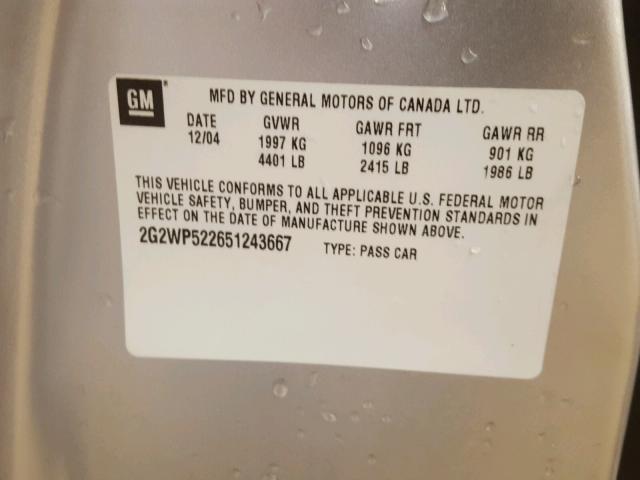 GM
MFD BY GENERAL MOTORS OF CANADA LTD.
DATE GVWR GAWR FRT GAWR RR
12/04 1997 KG 1096 KG 901 KG
4401 LB 2415 LB 1986 LB
THIS VEHICLE CONFORMS TO ALL APPLICABLE U.S. FEDERAL MOTOR
VEHICLE SAFETY, BUMPER, AND THEFT PREVENTION STANDARDS IN
EFFECT ON THE DATE OF MANUFACTURE SHOWN ABOVE.
2G2WP522651243667 TYPE: PASS CAR